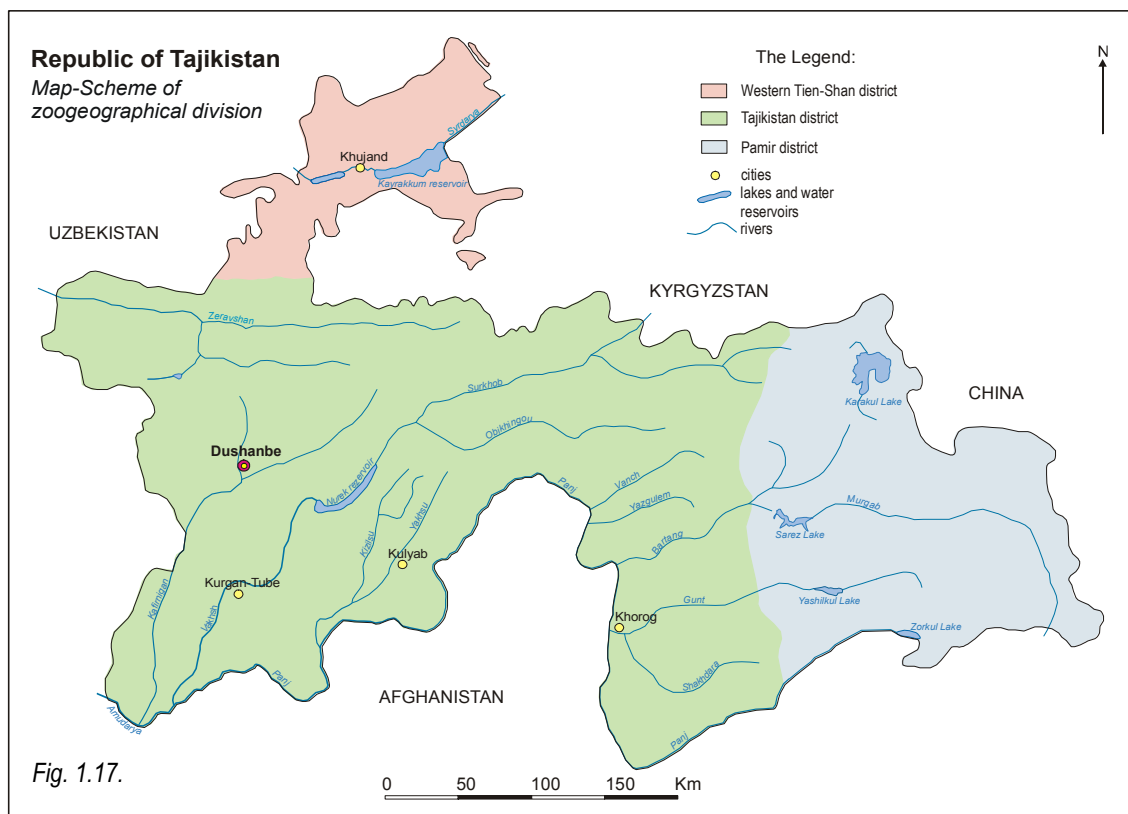 Republic of Tajikistan
Map-Scheme of
zoogeographical division
The Legend:
Western Tien-Shan district
Tajikistan district
Pamir district
cities
lakes and water
reservoirs
rivers
N
Syrdarya
Khujand
Kayrakkum reservoir
UZBEKISTAN
KYRGYZSTAN
CHINA
AFGHANISTAN
Zeravshan
Surkhob
Obikhingou
Karakul Lake
Dushanbe
Nurek rezervoir
Vanch
Panj
Yazgulem
Bartang
Murgab
Sarez Lake
Kizilsu
Yakhsu
Kulyab
Kurgan-Tube
Kafirnigan
Vakhsh
Gunt
Yashilkul Lake
Khorog
Zorkul Lake
Shakhdara
Panj
Panj
Amudarya
Fig. 1.17.
0 50 100 150 Km